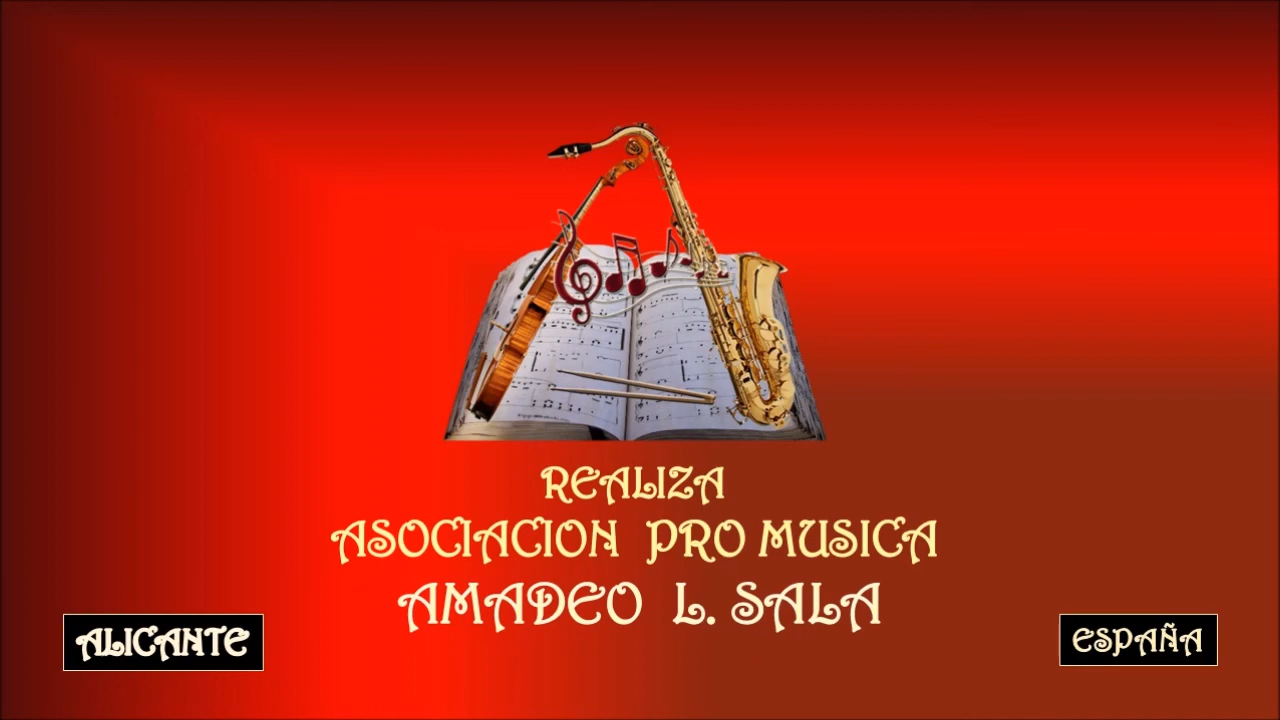 REALIZA
ASOCIACION PRO MUSICA
AMADEO L. SALA
ALICANTE
ESPAÑA